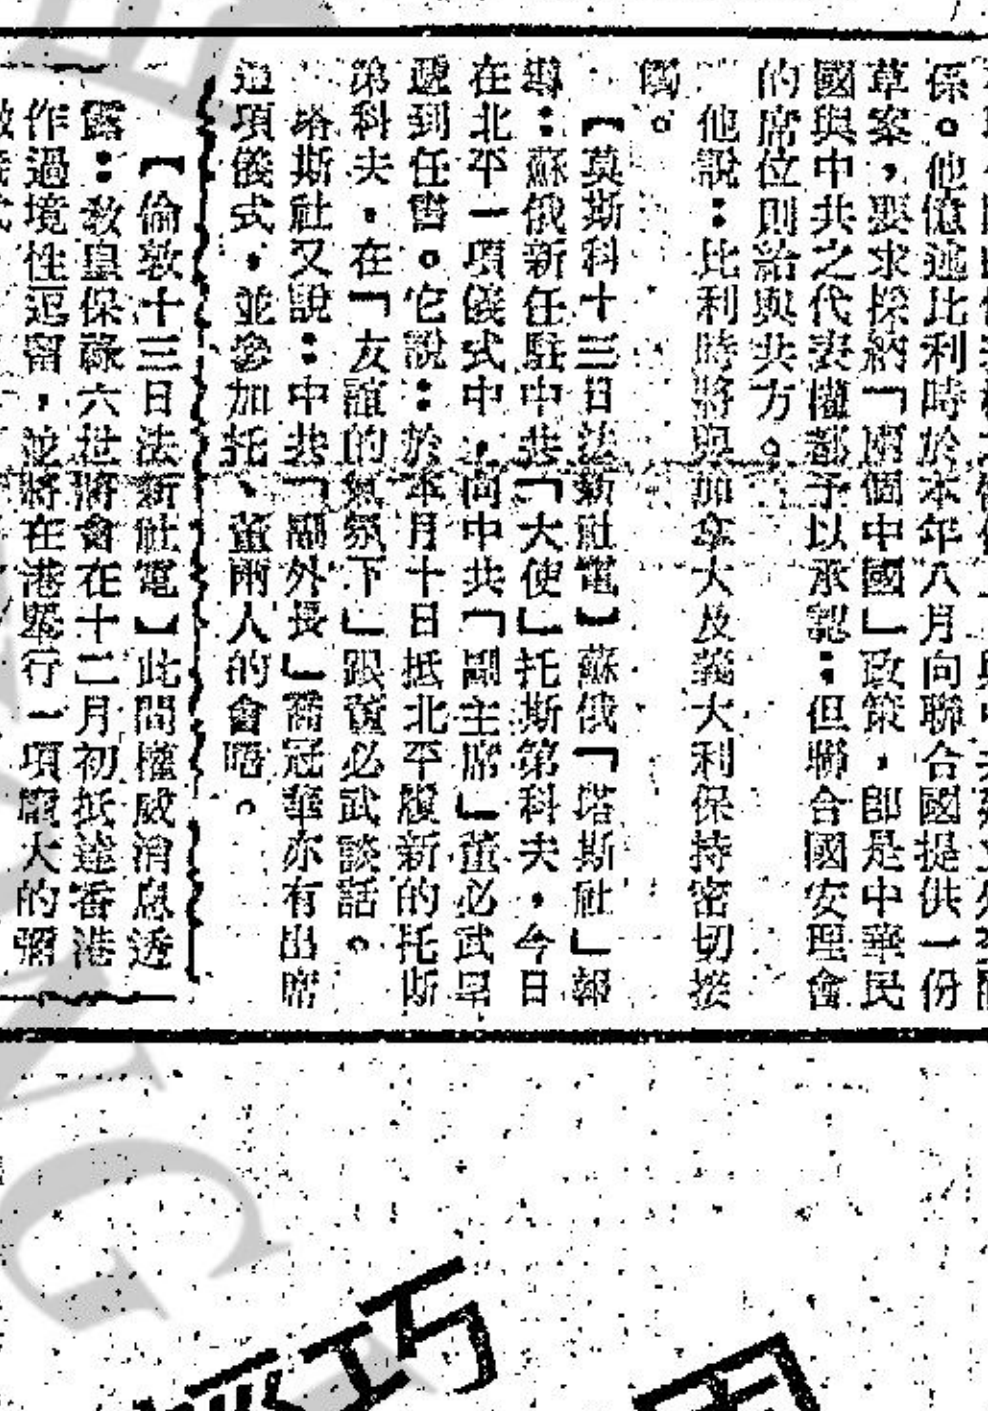 係。他憶述比利時於本年八月向聯合國提供一份
草案，要求採納「兩個中國」政策，即是中華民
國與中共之代表權都予以承認；但聯合國安理會
的席位則給與共方。
他說：比利時將與加拿大及義大利保持密切接
觸。
【莫斯科十三日法新社電】蘇俄「塔斯社」報
導：蘇俄新任駐中共「大使」托斯第科夫，今日
在北平一項儀式中，向中共「副主席」董必武呈
遞到任書。它說：於本月十日抵北平履新的托斯
第科夫，在「友誼的氣氛下」跟董必武談話。
塔斯社又說：中共「副外長」喬冠華亦有出席
這項儀式，並參加托、董兩人的會晤。
【倫敦十三日法新社電】此間權威消息透
露：教皇保祿六世將會在十二月初抵達香港
作過境性逗留，並將在港舉行一項龐大的彌
輕巧